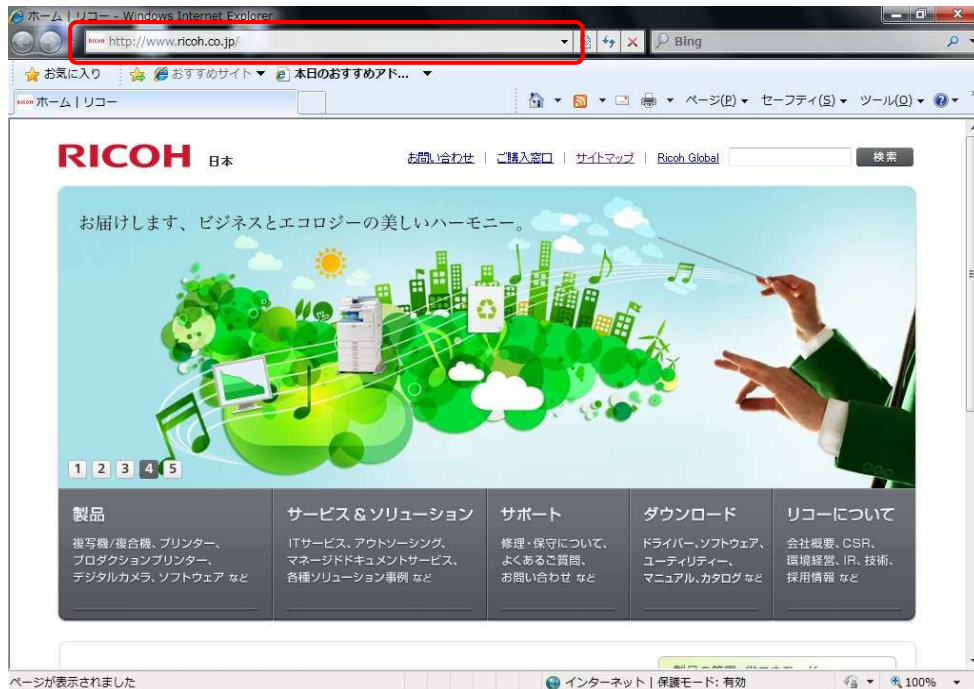 ホーム | リコー - Windows Internet Explorer
RICOH http://www.ricoh.co.jp/
Bing
お気に入り おすすめサイト ▼ 本日のおすすめアド... ▼
RICOH ホーム | リコー
ページ(P) ▼ セーフティ(S) ▼ ツール(O) ▼
RICOH 日本
お問い合わせ | ご購入窓口 | サイトマップ | Ricoh Global 検索
お届けします、ビジネスとエコロジーの美しいハーモニー。
1 2 3 4 5
製品
複写機/複合機、プリンター、
プロダクションプリンター、
デジタルカメラ、ソフトウェア など
サービス & ソリューション
ITサービス、アウトソーシング、
マネージドドキュメントサービス、
各種ソリューション事例 など
サポート
修理・保守について、
よくあるご質問、
お問い合わせ など
ダウンロード
ドライバー、ソフトウェア、
ユーティリティー、
マニュアル、カタログ など
リコーについて
会社概要、CSR、
環境経営、IR、技術、
採用情報 など
ページが表示されました
インターネット | 保護モード: 有効
100%